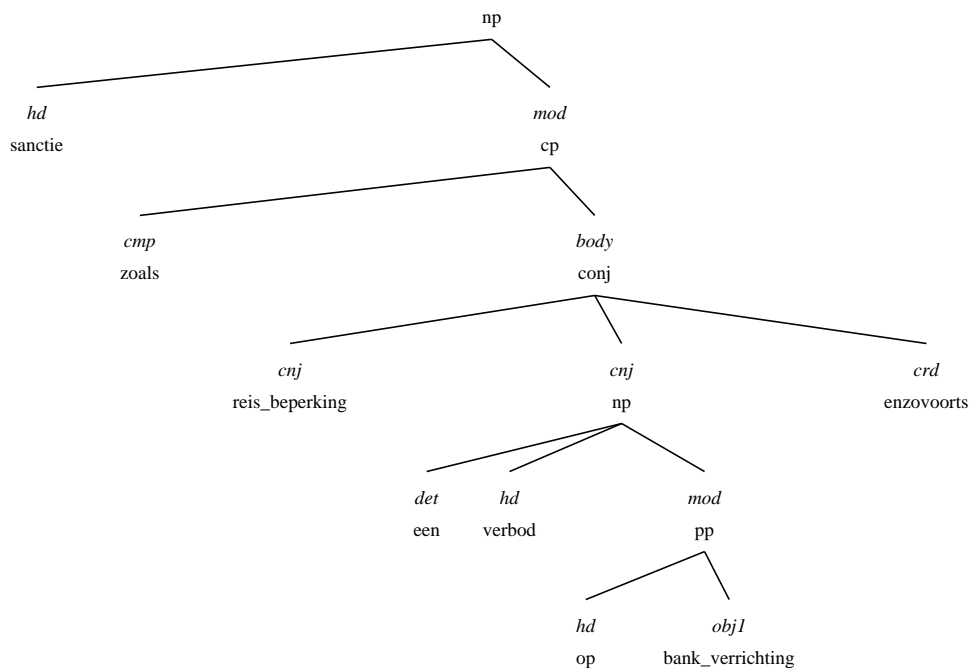 np
hd mod
sanctie cp
cmp body
zoals conj
cnj cnj crd
reis_beperking np enzovoorts
det hd mod
een verbod pp
hd obj1
op bank_verrichting